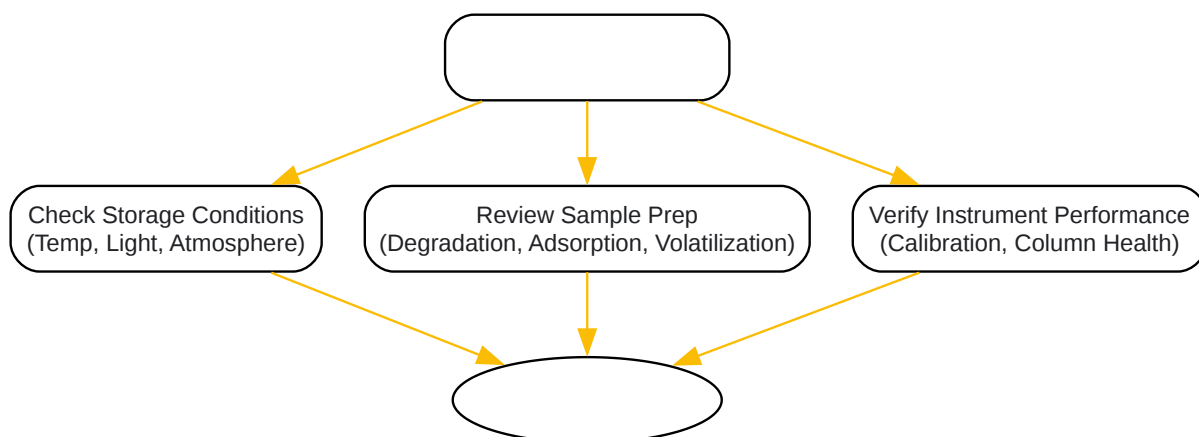 Check Storage Conditions
(Temp, Light, Atmosphere)
Review Sample Prep
(Degradation, Adsorption, Volatilization)
Verify Instrument Performance
(Calibration, Column Health)